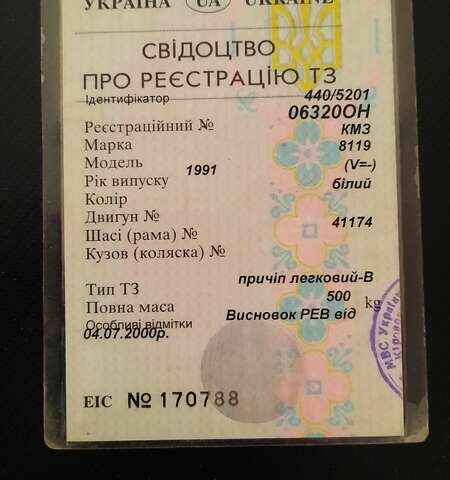 УКРАЇНА UA UKRAINE
СВІДОЦТВО
ПРО РЕЄСТРАЦІЮ ТЗ
Ідентифікатор 440/5201
Реєстраційний № 06320ОН
Марка КМЗ
Модель 8119
Рік випуску 1991 (V=-)
Колір білий
Двигун №
Шасі (рама) № 41174
Кузов (коляска) №
Тип ТЗ причіп легковий-В
Повна маса 500 kg
Особливі відмітки Висновок РЕВ від
04.07.2000р.
МВС Україн
ЕІС № 170788